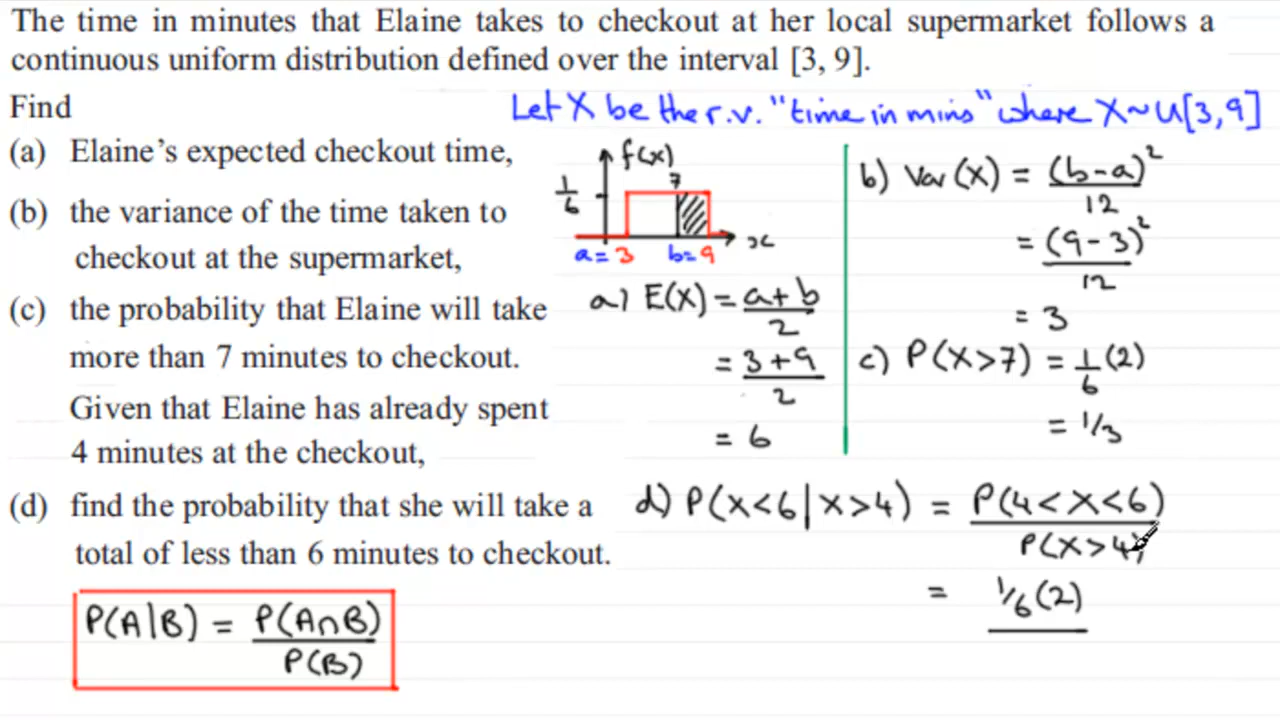 The time in minutes that Elaine takes to checkout at her local supermarket follows a
continuous uniform distribution defined over the interval [3, 9].
Find
Let X be the r.v. "time in mins" where X~U[3,9]
(a) Elaine's expected checkout time,
(b) the variance of the time taken to
checkout at the supermarket,
(c) the probability that Elaine will take
more than 7 minutes to checkout.
Given that Elaine has already spent
4 minutes at the checkout,
(d) find the probability that she will take a
total of less than 6 minutes to checkout.
P(A|B) = P(A∩B)
P(B)
f(x)
7
1
6
x
a = 3 b = 9
a) E(X) = a+b
2
= 3+9
2
= 6
b) Var(X) = (b-a)²
12
= (9-3)²
12
= 3
c) P(X>7) = 1/6 (2)
= 1/3
d) P(X<6|X>4) = P(4<X<6)
P(X>4)
= 1/6(2)